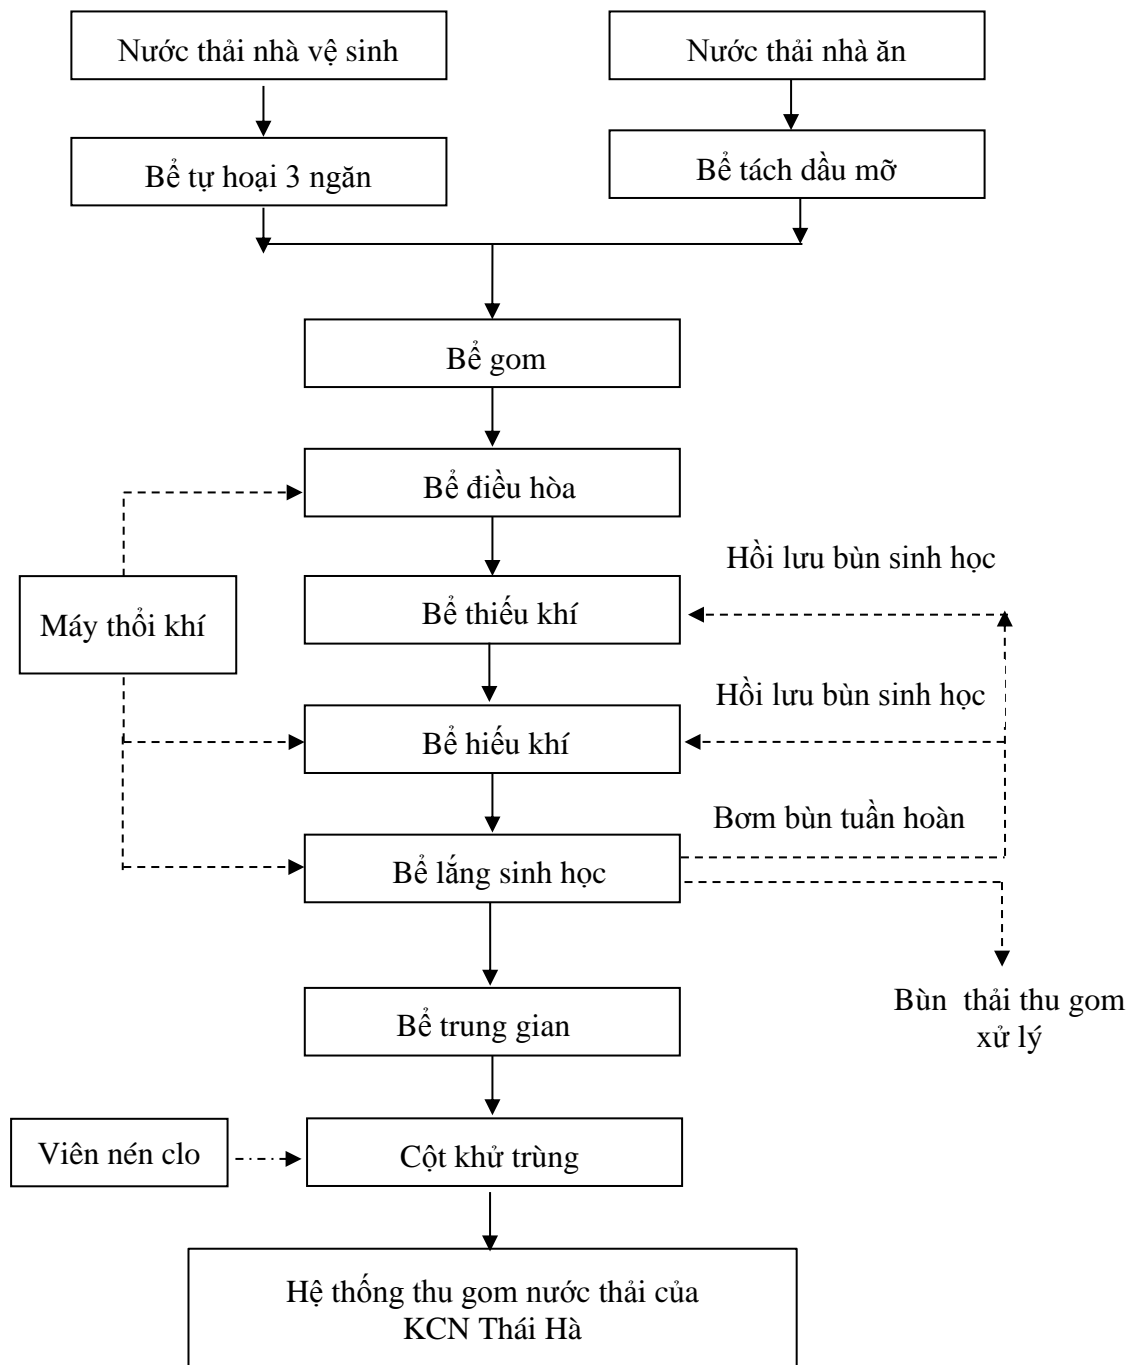 Nước thải nhà vệ sinh
Nước thải nhà ăn
Bể tự hoại 3 ngăn
Bể tách dầu mỡ
Bể gom
Bể điều hòa
Hồi lưu bùn sinh học
Bể thiếu khí
Máy thổi khí
Hồi lưu bùn sinh học
Bể hiếu khí
Bơm bùn tuần hoàn
Bể lắng sinh học
Bùn thải thu gom
xử lý
Bể trung gian
Viên nén clo
Cột khử trùng
Hệ thống thu gom nước thải của
KCN Thái Hà